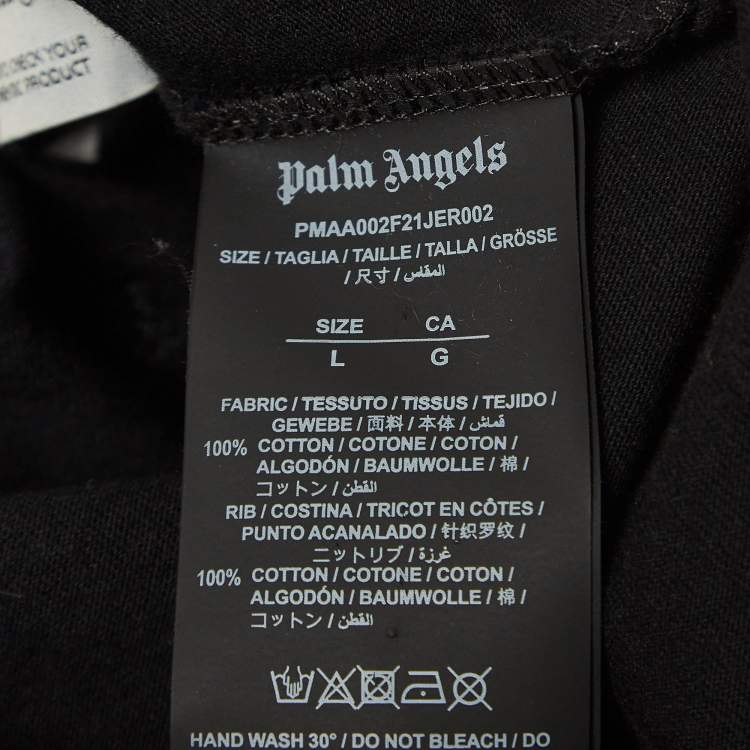 CHECK YOUR
PRODUCT
Palm Angels
PMAA002F21JER002
SIZE / TAGLIA / TAILLE / TALLA / GRÖSSE
/ 尺寸 / المقاس
SIZE CA
L G
FABRIC / TESSUTO / TISSUS / TEJIDO /
GEWEBE / 面料 / 本体 / قماش /
100% COTTON / COTONE / COTON /
ALGODÓN / BAUMWOLLE / 棉 /
コットン / القطن
RIB / COSTINA / TRICOT EN CÔTES /
PUNTO ACANALADO / 针织罗纹 /
ニットリブ / غرزة /
100% COTTON / COTONE / COTON /
ALGODÓN / BAUMWOLLE / 棉 /
コットン / القطن
HAND WASH 30° / DO NOT BLEACH / DO